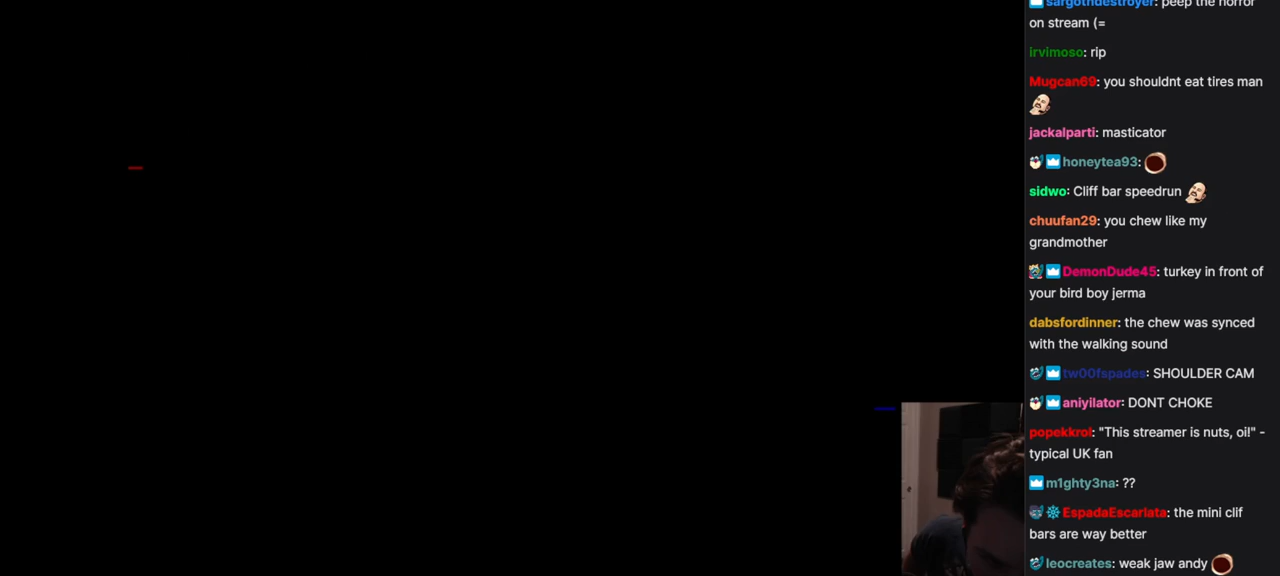 sargothdestroyer: peep the horror
on stream (=
irvimoso: rip
Mugcan69: you shouldnt eat tires man
jackalparti: masticator
honeytea93:
sidwo: Cliff bar speedrun
chuufan29: you chew like my
grandmother
DemonDude45: turkey in front of
your bird boy jerma
dabsfordinner: the chew was synced
with the walking sound
tw00fspades: SHOULDER CAM
aniyilator: DONT CHOKE
popekkrol: "This streamer is nuts, oi!" -
typical UK fan
m1ghty3na: ??
EspadaEscarlata: the mini clif
bars are way better
leocreates: weak jaw andy